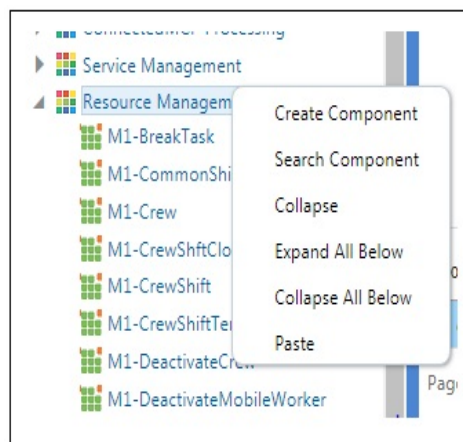 Service Management
Resource Managem
M1-BreakTask
M1-CommonShi
M1-Crew
M1-CrewShftClo
M1-CrewShift
M1-CrewShiftTe
M1-DeactivateCrew
M1-DeactivateMobileWorker
Create Component
Search Component
Collapse
Expand All Below
Collapse All Below
Paste